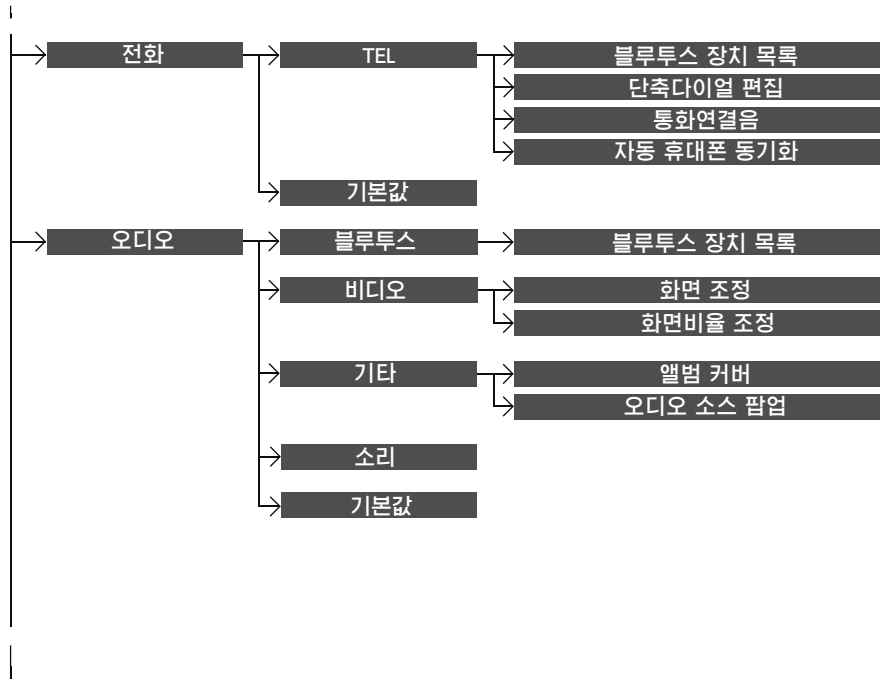 전화
TEL
블루투스 장치 목록
단축다이얼 편집
통화연결음
자동 휴대폰 동기화
기본값
오디오
블루투스
블루투스 장치 목록
비디오
화면 조정
화면비율 조정
기타
앨범 커버
오디오 소스 팝업
소리
기본값